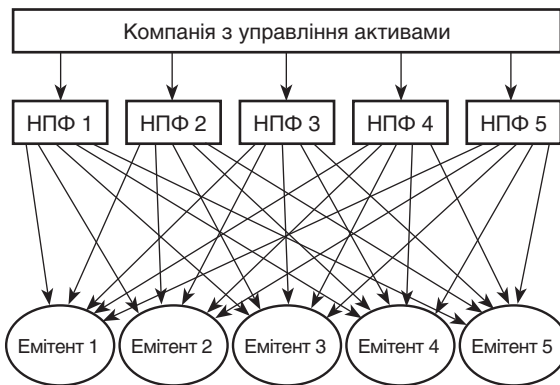 Компанія з управління активами
НПФ 1
НПФ 2
НПФ 3
НПФ 4
НПФ 5
Емітент 1
Емітент 2
Емітент 3
Емітент 4
Емітент 5